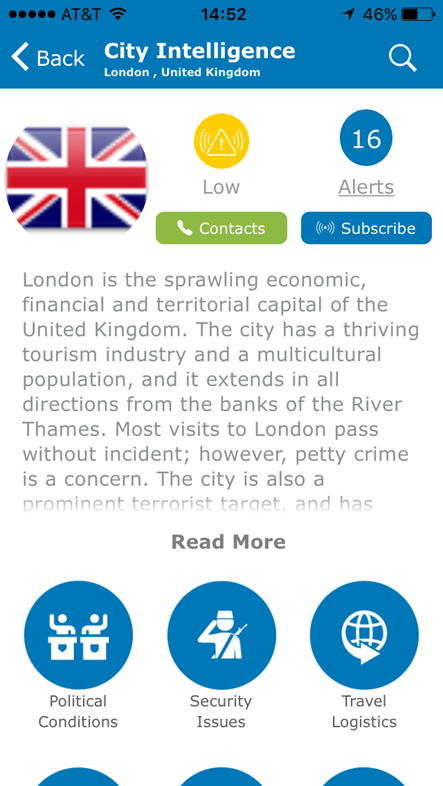 AT&T 14:52 46%
Back City Intelligence
London , United Kingdom
16
Low Alerts
Contacts Subscribe
London is the sprawling economic,
financial and territorial capital of the
United Kingdom. The city has a thriving
tourism industry and a multicultural
population, and it extends in all
directions from the banks of the River
Thames. Most visits to London pass
without incident; however, petty crime
is a concern. The city is also a
prominent terrorist target, and has
Read More
Political Security Travel
Conditions Issues Logistics